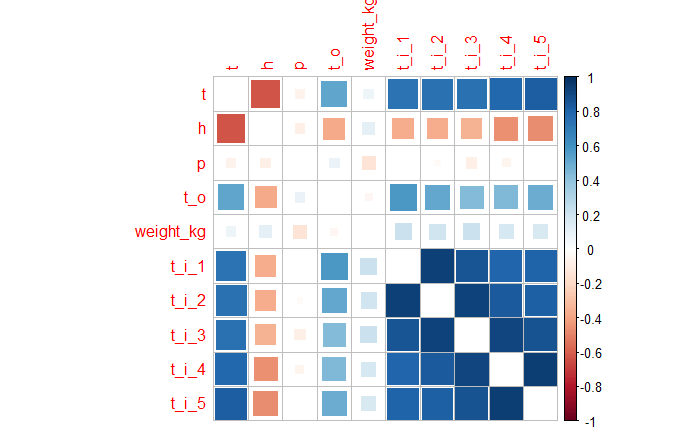 t h p t_o weight_kg t_i_1 t_i_2 t_i_3 t_i_4 t_i_5
t
h
p
t_o
weight_kg
t_i_1
t_i_2
t_i_3
t_i_4
t_i_5
1
0.8
0.6
0.4
0.2
0
-0.2
-0.4
-0.6
-0.8
-1